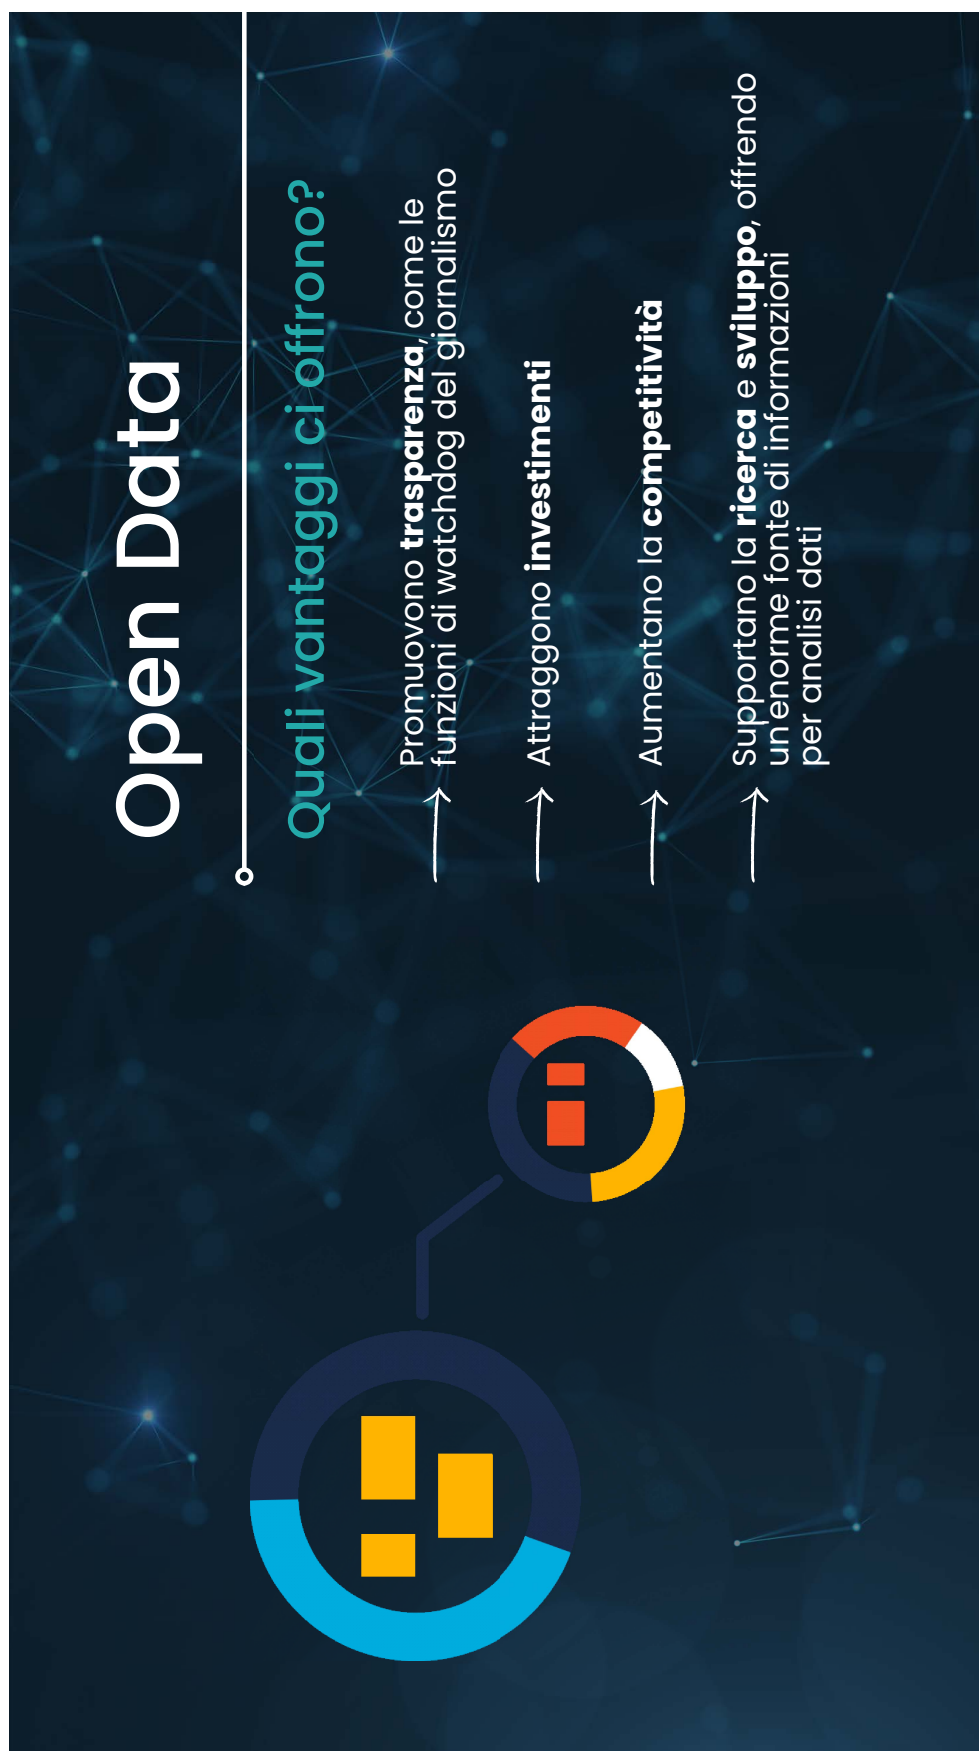 Open Data
Quali vantaggi ci offrono?
Promuovono trasparenza, come le
funzioni di watchdog del giornalismo
Attraggono investimenti
Aumentano la competitività
Supportano la ricerca e sviluppo, offrendo
un'enorme fonte di informazioni
per analisi dati